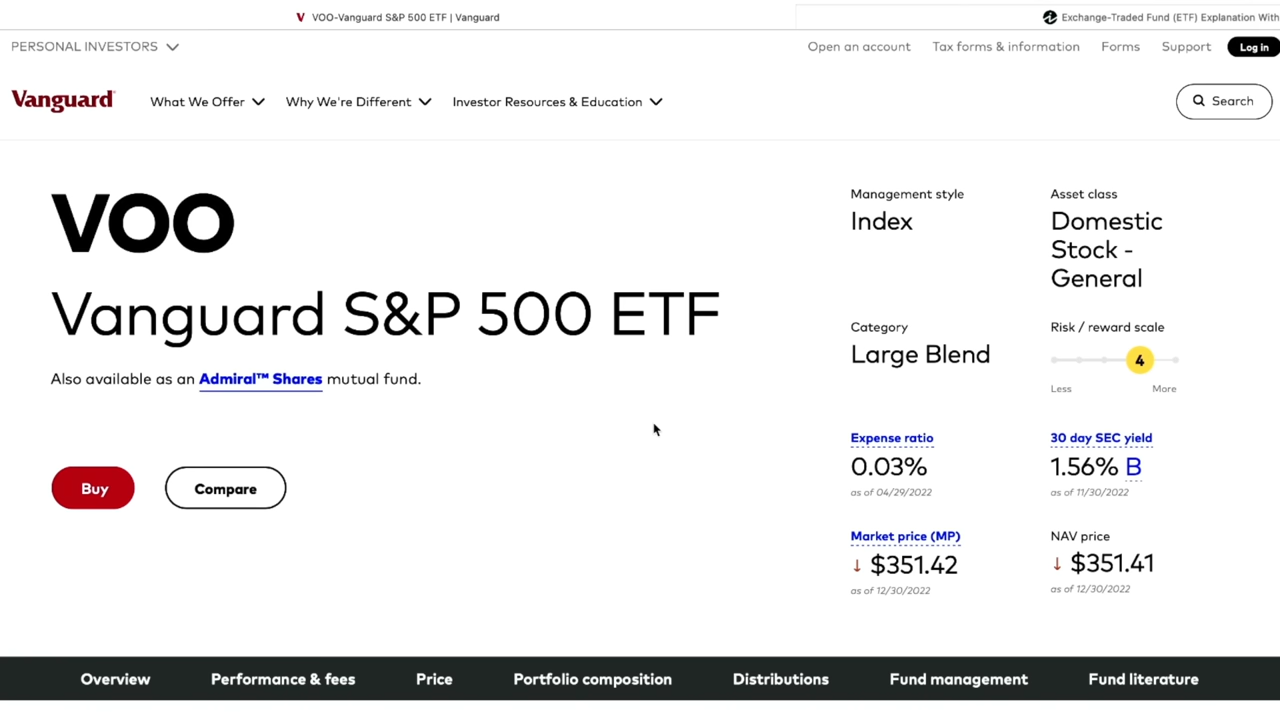 VOO-Vanguard S&P 500 ETF | Vanguard
Exchange-Traded Fund (ETF) Explanation With
PERSONAL INVESTORS
Open an account
Tax forms & information
Forms
Support
Log in
Vanguard
What We Offer
Why We're Different
Investor Resources & Education
Search
VOO
Vanguard S&P 500 ETF
Also available as an Admiral™ Shares mutual fund.
Buy
Compare
Management style
Index
Asset class
Domestic
Stock -
General
Category
Large Blend
Risk / reward scale
4
Less
More
Expense ratio
0.03%
as of 04/29/2022
30 day SEC yield
1.56% B
as of 11/30/2022
Market price (MP)
↓ $351.42
as of 12/30/2022
NAV price
↓ $351.41
as of 12/30/2022
Overview
Performance & fees
Price
Portfolio composition
Distributions
Fund management
Fund literature